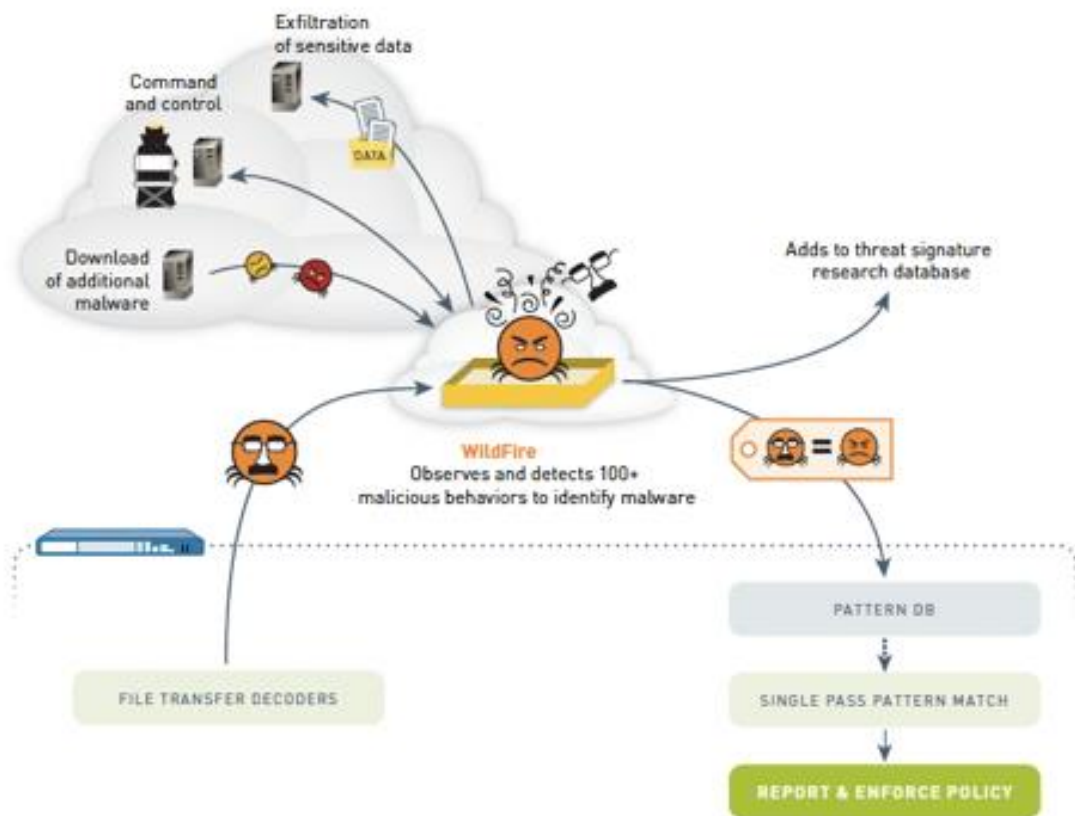 Exfiltration
of sensitive data
Command
and control
DATA
Download
of additional
malware
Adds to threat signature
research database
WildFire
Observes and detects 100+
malicious behaviors to identify malware
=
PATTERN DB
FILE TRANSFER DECODERS
SINGLE PASS PATTERN MATCH
REPORT & ENFORCE POLICY